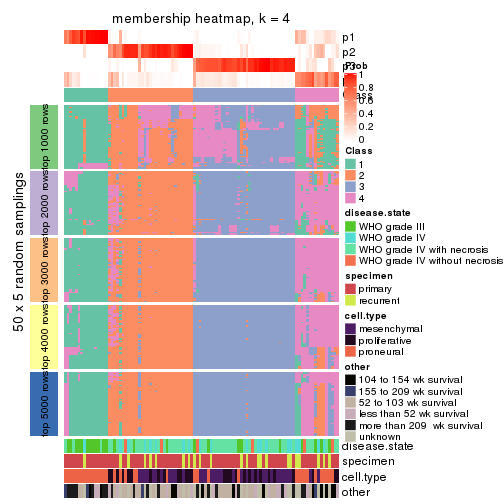 membership heatmap, k = 4
p1
p2
p3
Prob
1
0.8
0.6
0.4
0.2
0
Class
Class
1
2
3
4
disease.state
WHO grade III
WHO grade IV
WHO grade IV with necrosis
WHO grade IV without necrosis
specimen
primary
recurrent
cell.type
mesenchymal
proliferative
proneural
other
104 to 154 wk survival
155 to 209 wk survival
52 to 103 wk survival
less than 52 wk survival
more than 209  wk survival
unknown
50 x 5 random samplings
top 1000 rows
top 2000 rows
top 3000 rows
top 4000 rows
top 5000 rows
disease.state
specimen
cell.type
other